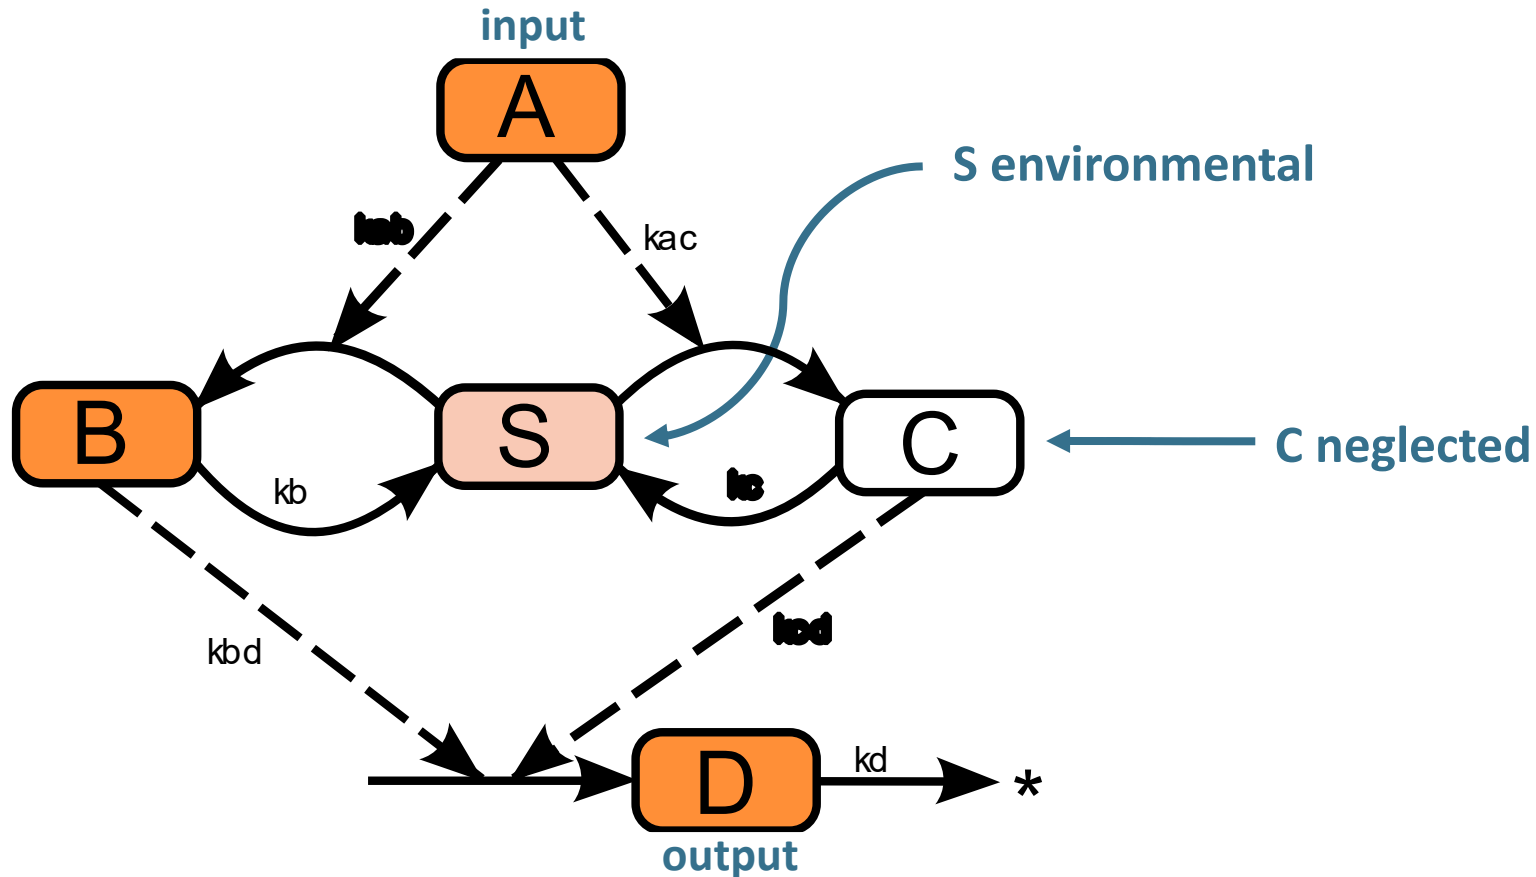 input
A
S environmental
kac
B
S
C
C neglected
kb
kbd
D
kd
*
output